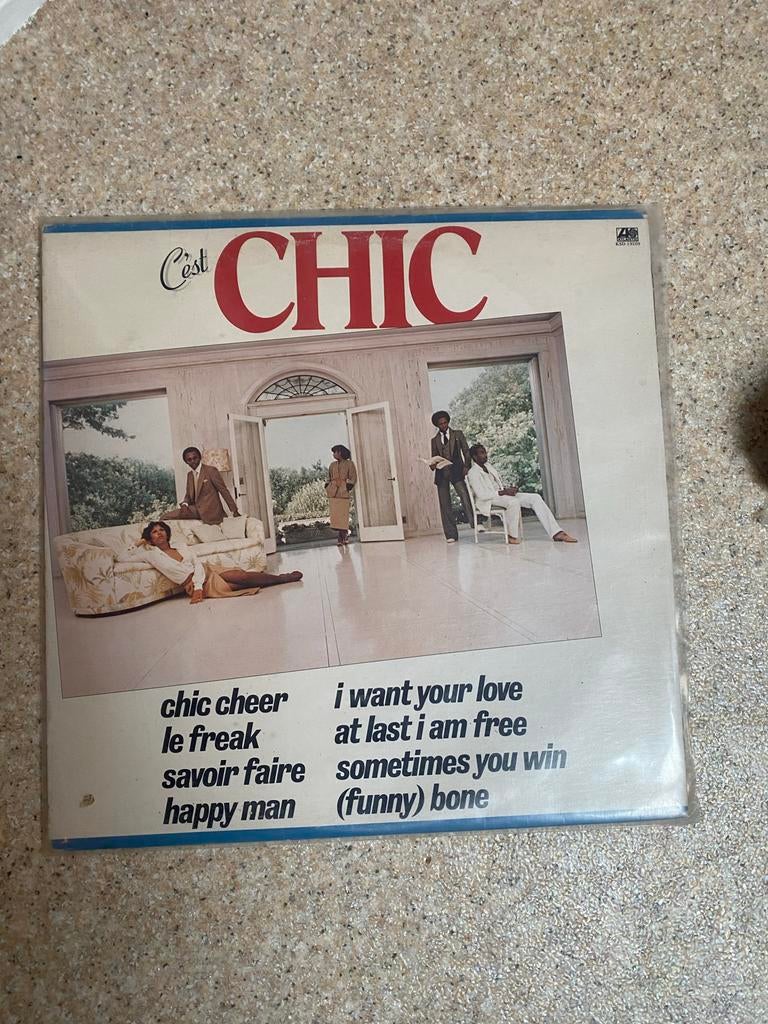 C'est CHIC
chic cheer
le freak
savoir faire
happy man
i want your love
at last i am free
sometimes you win
(funny) bone